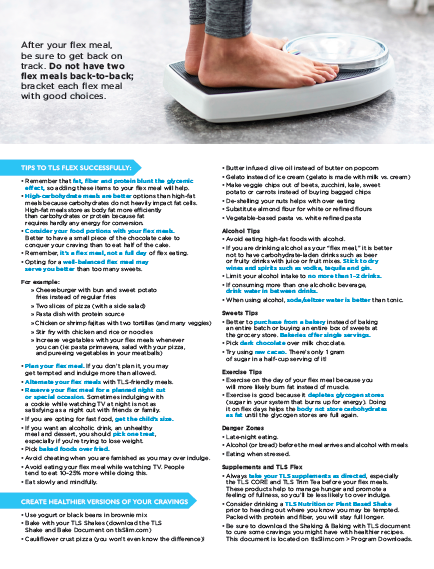 After your flex meal,
be sure to get back on
track. Do not have two
flex meals back-to-back;
bracket each flex meal
with good choices.
TIPS TO TLS FLEX SUCCESSFULLY:
• Remember that fat, fiber and protein blunt the glycemic
effect, so adding these items to your flex meal will help.
• High-carbohydrate meals are better options than high-fat
meals because carbohydrates do not heavily impact fat cells.
High-fat meals store as body fat more efficiently
than carbohydrates or protein because fat
requires hardly any energy for conversion.
• Consider your food portions with your flex meals.
Better to have a small piece of the chocolate cake to
conquer your craving than to eat half of the cake.
• Remember, it's a flex meal, not a full day of flex eating.
• Opting for a well-balanced flex meal may
serve you better than too many sweets.
For example:
» Cheeseburger with bun and sweet potato
fries instead of regular fries
» Two slices of pizza (with a side salad)
» Pasta dish with protein source
» Chicken or shrimp fajitas with two tortillas (and many veggies)
» Stir fry with chicken and rice or noodles
» Increase vegetables with your flex meals whenever
you can (ie pasta primavera, salad with your pizza,
and pureeing vegetables in your meatballs)
• Plan your flex meal. If you don't plan it, you may
get tempted and indulge more than allowed.
• Alternate your flex meals with TLS-friendly meals.
• Reserve your flex meal for a planned night out
or special occasion. Sometimes indulging with
a cookie while watching TV at night is not as
satisfying as a night out with friends or family.
• If you are opting for fast food, get the child's size.
• If you want an alcoholic drink, an unhealthy
meal and dessert, you should pick one treat,
especially if you're trying to lose weight.
• Pick baked foods over fried.
• Avoid cheating when you are famished as you may over indulge.
• Avoid eating your flex meal while watching TV. People
tend to eat 10-25% more while doing this.
• Eat slowly and mindfully.
CREATE HEALTHIER VERSIONS OF YOUR CRAVINGS
• Use yogurt or black beans in brownie mix
• Bake with your TLS Shakes (download the TLS
Shake and Bake Document on tlsSlim.com)
• Cauliflower crust pizza (you won't even know the difference)!
• Butter infused olive oil instead of butter on popcorn
• Gelato instead of ice cream (gelato is made with milk vs. cream)
• Make veggie chips out of beets, zucchini, kale, sweet
potato or carrots instead of buying bagged chips
• De-shelling your nuts helps with over eating
• Substitute almond flour for white or refined flours
• Vegetable-based pasta vs. white refined pasta
Alcohol Tips
• Avoid eating high-fat foods with alcohol.
• If you are drinking alcohol as your "flex meal," it is better
not to have carbohydrate-laden drinks such as beer
or fruity drinks with juice or fruit mixes. Stick to dry
wines and spirits such as vodka, tequila and gin.
• Limit your alcohol intake to no more than 1-2 drinks.
• If consuming more than one alcoholic beverage,
drink water in between drinks.
• When using alcohol, soda/seltzer water is better than tonic.
Sweets Tips
• Better to purchase from a bakery instead of baking
an entire batch or buying an entire box of sweets at
the grocery store. Bakeries offer single servings.
• Pick dark chocolate over milk chocolate.
• Try using raw cacao. There's only 1 gram
of sugar in a half-cup serving of it!
Exercise Tips
• Exercise on the day of your flex meal because you
will more likely burn fat instead of muscle.
• Exercise is good because it depletes glycogen stores
(sugar in your system that burns up for energy). Doing
it on flex days helps the body not store carbohydrates
as fat until the glycogen stores are full again.
Danger Zones
• Late-night eating.
• Alcohol (or bread) before the meal arrives and alcohol with meals
• Eating when stressed.
Supplements and TLS Flex
• Always take your TLS supplements as directed, especially
the TLS CORE and TLS Trim Tea before your flex meals.
These products help to manage hunger and promote a
feeling of fullness, so you'll be less likely to over indulge.
• Consider drinking a TLS Nutrition or Plant Based Shake
prior to heading out where you know you may be tempted.
Packed with protein and fiber, you will stay full longer.
• Be sure to download the Shaking & Baking with TLS document
to cure some cravings you might have with healthier recipes.
This document is located on tlsSlim.com > Program Downloads.